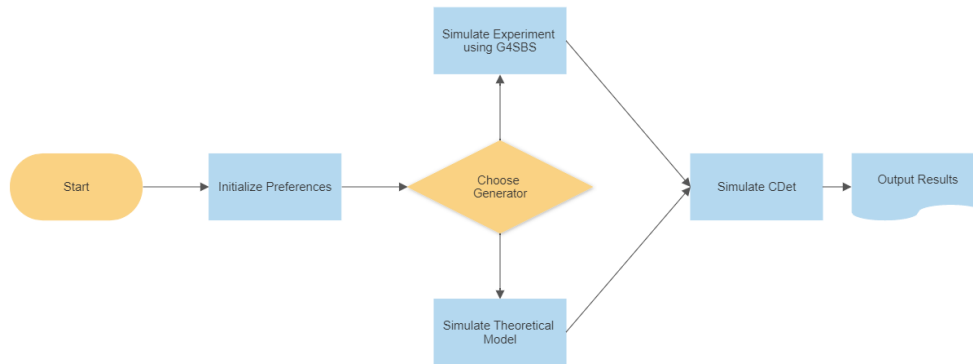 Simulate Experiment
using G4SBS
Start
Initialize Preferences
Choose
Generator
Simulate CDet
Output Results
Simulate Theoretical
Model